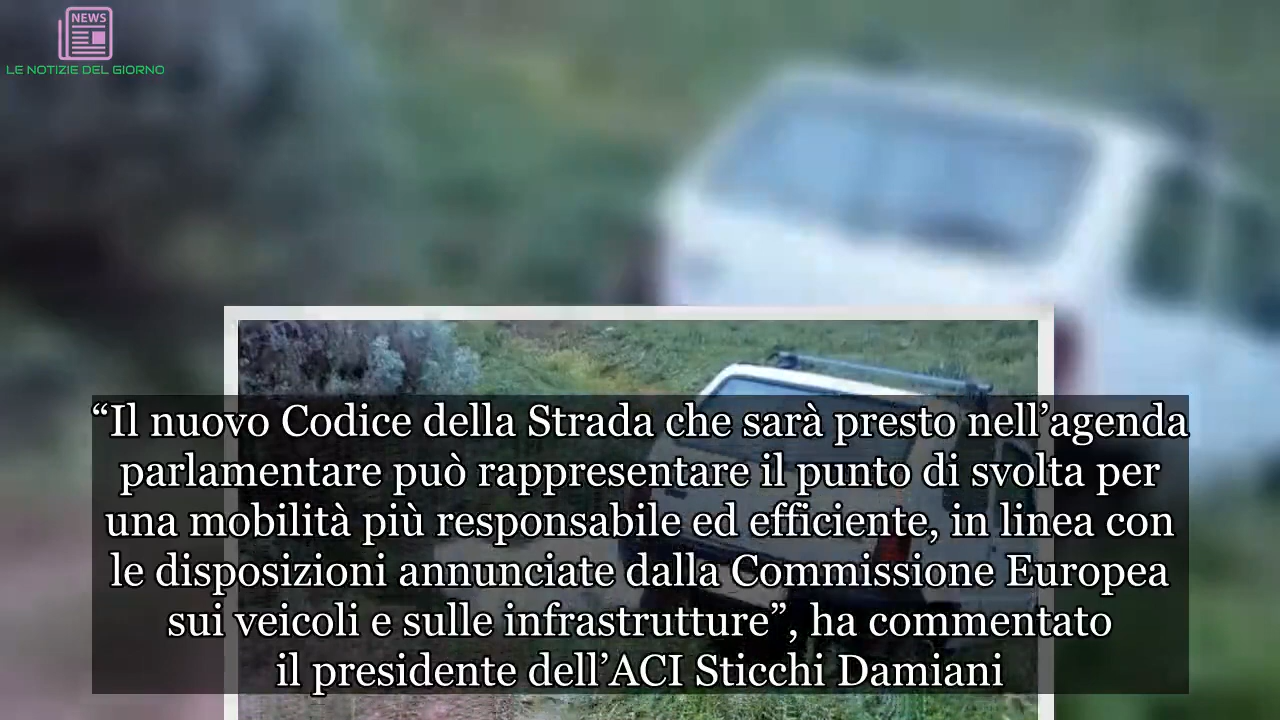 NEWS
LE NOTIZIE DEL GIORNO
“Il nuovo Codice della Strada che sarà presto nell’agenda
parlamentare può rappresentare il punto di svolta per
una mobilità più responsabile ed efficiente, in linea con
le disposizioni annunciate dalla Commissione Europea
sui veicoli e sulle infrastrutture”, ha commentato
il presidente dell’ACI Sticchi Damiani